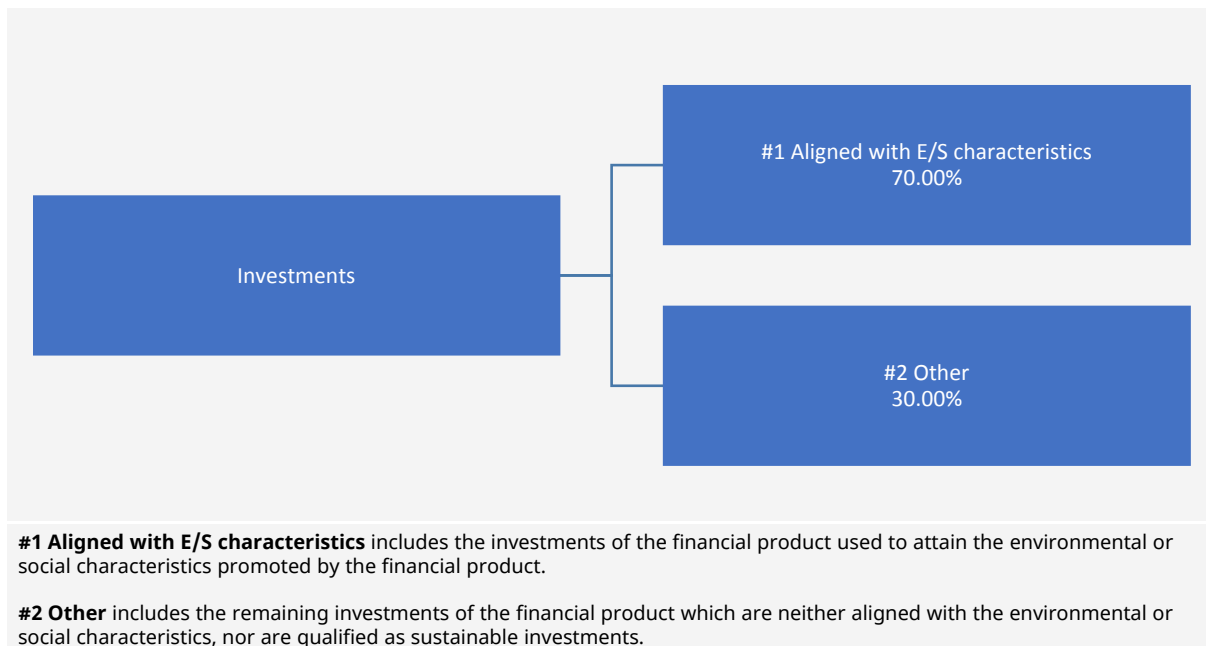 #1 Aligned with E/S characteristics
70.00%
Investments
#2 Other
30.00%
#1 Aligned with E/S characteristics includes the investments of the financial product used to attain the environmental or
social characteristics promoted by the financial product.
#2 Other includes the remaining investments of the financial product which are neither aligned with the environmental or
social characteristics, nor are qualified as sustainable investments.